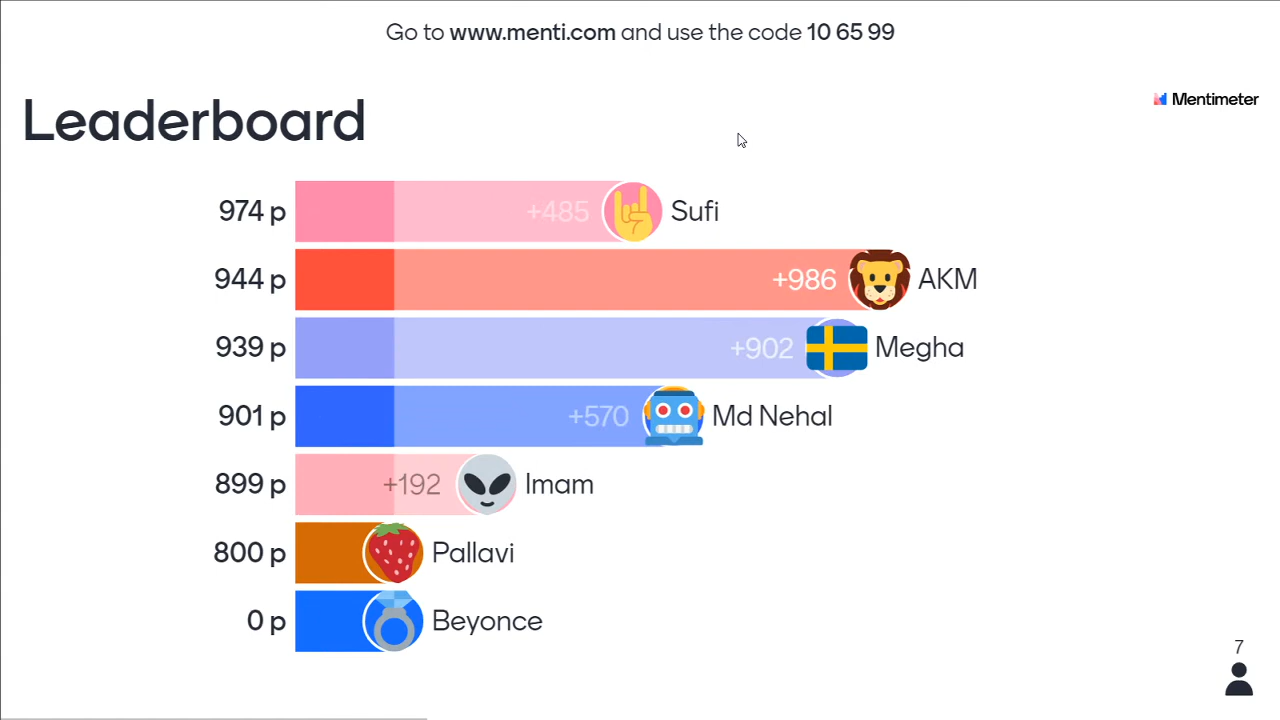 Go to www.menti.com and use the code 10 65 99
Leaderboard
Mentimeter
974 p +485 Sufi
944 p +986 AKM
939 p +902 Megha
901 p +570 Md Nehal
899 p +192 Imam
800 p Pallavi
0 p Beyonce
7